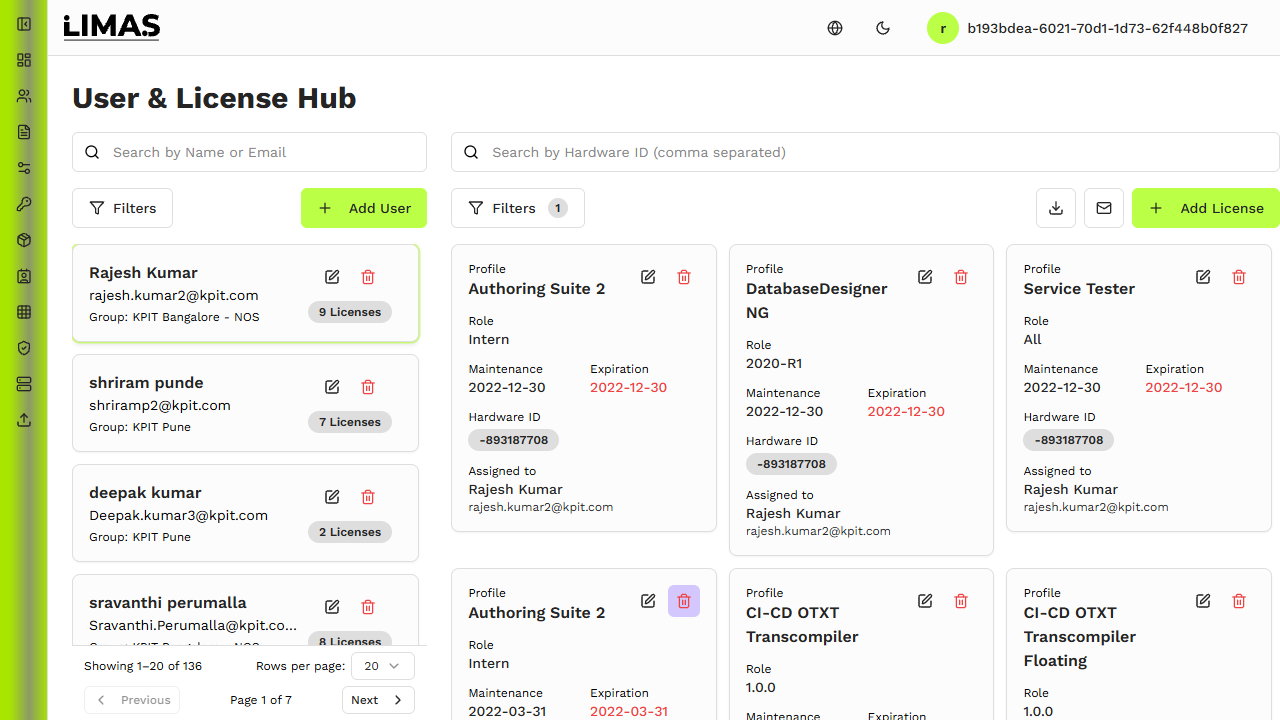 LIMAS
r
b193bdea-6021-70d1-1d73-62f448b0f827
User & License Hub
Search by Name or Email
Filters
Add User
Rajesh Kumar
rajesh.kumar2@kpit.com
Group: KPIT Bangalore - NOS
9 Licenses
shriram punde
shriramp2@kpit.com
Group: KPIT Pune
7 Licenses
deepak kumar
Deepak.kumar3@kpit.com
Group: KPIT Pune
2 Licenses
sravanthi perumalla
Sravanthi.Perumalla@kpit.co...
Group: KPIT Bangalore - NOS
8 Licenses
Showing 1–20 of 136
Rows per page:
20
Previous
Page 1 of 7
Next
Search by Hardware ID (comma separated)
Filters
1
Add License
Profile
Authoring Suite 2
Role
Intern
Maintenance
2022-12-30
Expiration
2022-12-30
Hardware ID
-893187708
Assigned to
Rajesh Kumar
rajesh.kumar2@kpit.com
Profile
DatabaseDesigner
NG
Role
2020-R1
Maintenance
2022-12-30
Expiration
2022-12-30
Hardware ID
-893187708
Assigned to
Rajesh Kumar
rajesh.kumar2@kpit.com
Profile
Service Tester
Role
All
Maintenance
2022-12-30
Expiration
2022-12-30
Hardware ID
-893187708
Assigned to
Rajesh Kumar
rajesh.kumar2@kpit.com
Profile
Authoring Suite 2
Role
Intern
Maintenance
2022-03-31
Expiration
2022-03-31
Profile
CI-CD OTXT
Transcompiler
Role
1.0.0
Maintenance
Expiration
Profile
CI-CD OTXT
Transcompiler
Floating
Role
1.0.0